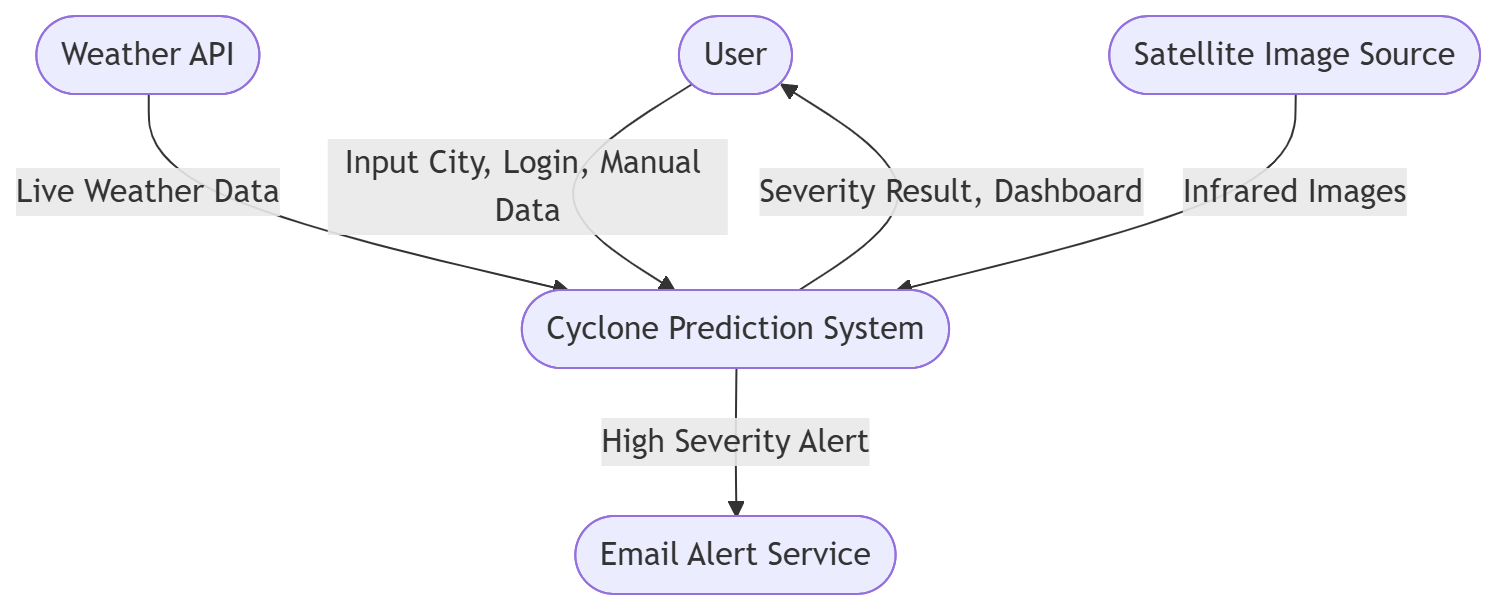 Weather API
User
Satellite Image Source
Live Weather Data
Input City, Login, Manual
Data
Severity Result, Dashboard
Infrared Images
Cyclone Prediction System
High Severity Alert
Email Alert Service